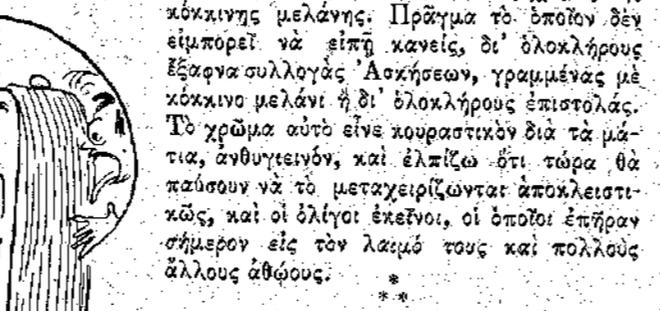 κόκκινης μελάνης. Πρᾶγμα τὸ ὁποῖον δὲν
εἰμπορεῖ νὰ εἰπῇ κανείς, δι' ὁλοκλήρους
ἔξαφνα συλλογὰς Ἀσκήσεων, γραμμένας μὲ
κόκκινο μελάνι ἢ δι' ὁλοκλήρους ἐπιστολάς.
Τὸ χρῶμα αὐτὸ εἶνε κουραστικὸν διὰ τὰ μά-
τια, ἀνθυγιεινόν, καὶ ἐλπίζω ὅτι τώρα θὰ
παύσουν νὰ τὸ μεταχειρίζωνται ἀποκλειστι-
κῶς, καὶ οἱ ὀλίγοι ἐκεῖνοι, οἱ ὁποῖοι ἐπῆραν
σήμερον εἰς τὸν λαιμό τους καὶ πολλοὺς
ἄλλους ἀθώους.
*
* *